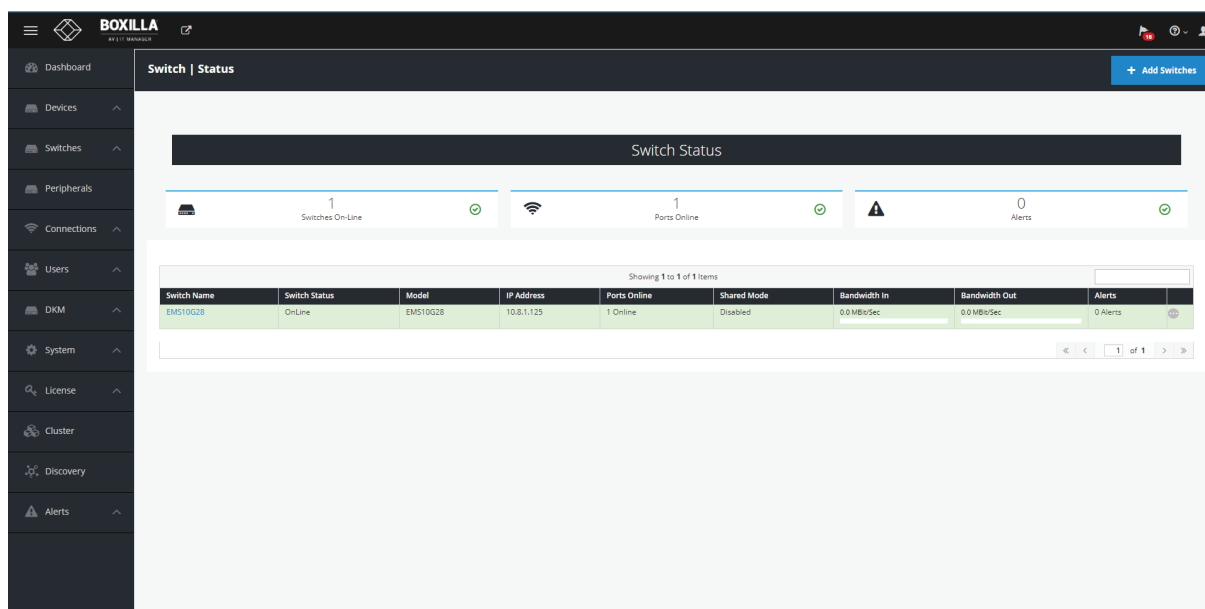 BOXILLA
AV | IT MANAGER
18
Dashboard
Switch | Status
+ Add Switches
Devices
Switches
Switch Status
Peripherals
1
Switches On-Line
1
Ports Online
0
Alerts
Connections
Users
Showing 1 to 1 of 1 Items
Switch Name Switch Status Model IP Address Ports Online Shared Mode Bandwidth In Bandwidth Out Alerts
EMS10G28 OnLine EMS10G28 10.8.1.125 1 Online Disabled 0.0 MBit/Sec 0.0 MBit/Sec 0 Alerts
DKM
System
« < 1 of 1 > »
License
Cluster
Discovery
Alerts